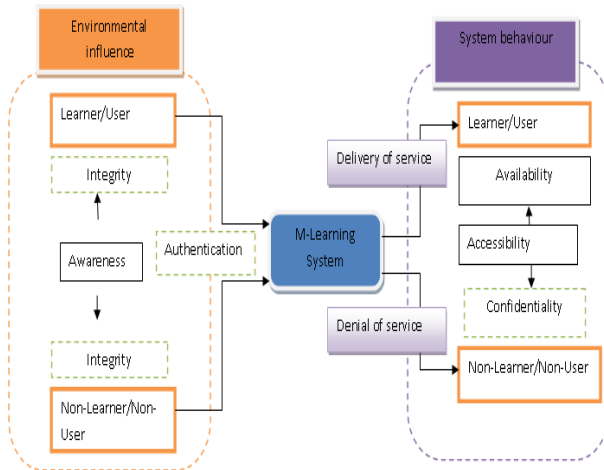 Environmental
influence
Learner/User
Integrity
Awareness
Authentication
Integrity
Non-Learner/Non-
User
M-Learning
System
Delivery of service
Denial of service
System behaviour
Learner/User
Availability
Accessibility
Confidentiality
Non-Learner/Non-User